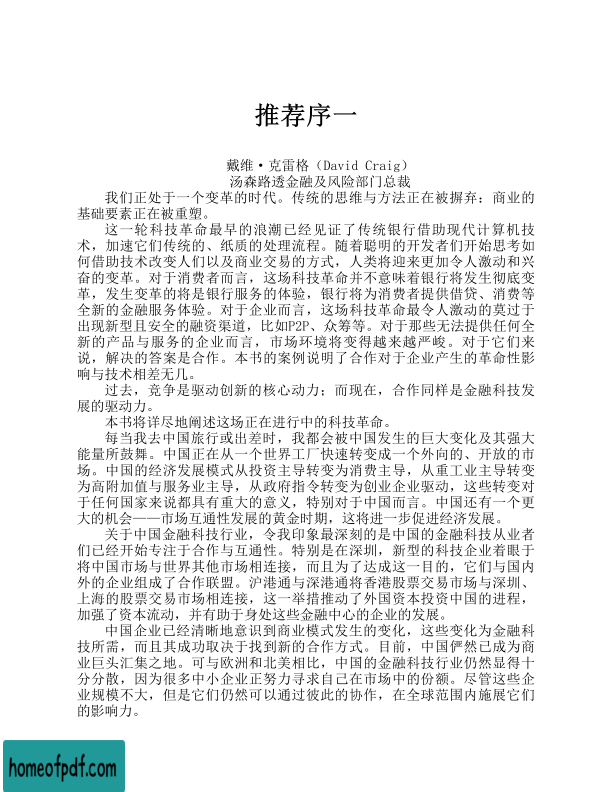 推荐序一
戴维·克雷格（David Craig）
汤森路透金融及风险部门总裁
我们正处于一个变革的时代。传统的思维与方法正在被摒弃：商业的
基础要素正在被重塑。
这一轮科技革命最早的浪潮已经见证了传统银行借助现代计算机技
术，加速它们传统的、纸质的处理流程。随着聪明的开发者们开始思考如
何借助技术改变人们以及商业交易的方式，人类将迎来更加令人激动和兴
奋的变革。对于消费者而言，这场科技革命并不意味着银行将发生彻底变
革，发生变革的将是银行服务的体验，银行将为消费者提供借贷、消费等
全新的金融服务体验。对于企业而言，这场科技革命最令人激动的莫过于
出现新型且安全的融资渠道，比如P2P、众筹等。对于那些无法提供任何全
新的产品与服务的企业而言，市场环境将变得越来越严峻。对于它们来
说，解决的答案是合作。本书的案例说明了合作对于企业产生的革命性影
响与技术相差无几。
过去，竞争是驱动创新的核心动力；而现在，合作同样是金融科技发
展的驱动力。
本书将详尽地阐述这场正在进行中的科技革命。
每当我去中国旅行或出差时，我都会被中国发生的巨大变化及其强大
能量所鼓舞。中国正在从一个世界工厂快速转变成一个外向的、开放的市
场。中国的经济发展模式从投资主导转变为消费主导，从重工业主导转变
为高附加值与服务业主导，从政府指令转变为创业企业驱动，这些转变对
于任何国家来说都具有重大的意义，特别对于中国而言。中国还有一个更
大的机会——市场互通性发展的黄金时期，这将进一步促进经济发展。
关于中国金融科技行业，令我印象最深刻的是中国的金融科技从业者
们已经开始专注于合作与互通性。特别是在深圳，新型的科技企业着眼于
将中国市场与世界其他市场相连接，而且为了达成这一目的，它们与国内
外的企业组成了合作联盟。沪港通与深港通将香港股票交易市场与深圳、
上海的股票交易市场相连接，这一举措推动了外国资本投资中国的进程，
加强了资本流动，并有助于身处这些金融中心的企业的发展。
中国企业已经清晰地意识到商业模式发生的变化，这些变化为金融科
技所需，而且其成功取决于找到新的合作方式。目前，中国俨然已成为商
业巨头汇集之地。可与欧洲和北美相比，中国的金融科技行业仍然显得十
分分散，因为很多中小企业正努力寻求自己在市场中的份额。尽管这些企
业规模不大，但是它们仍然可以通过彼此的协作，在全球范围内施展它们
的影响力。
homeofpdf.com